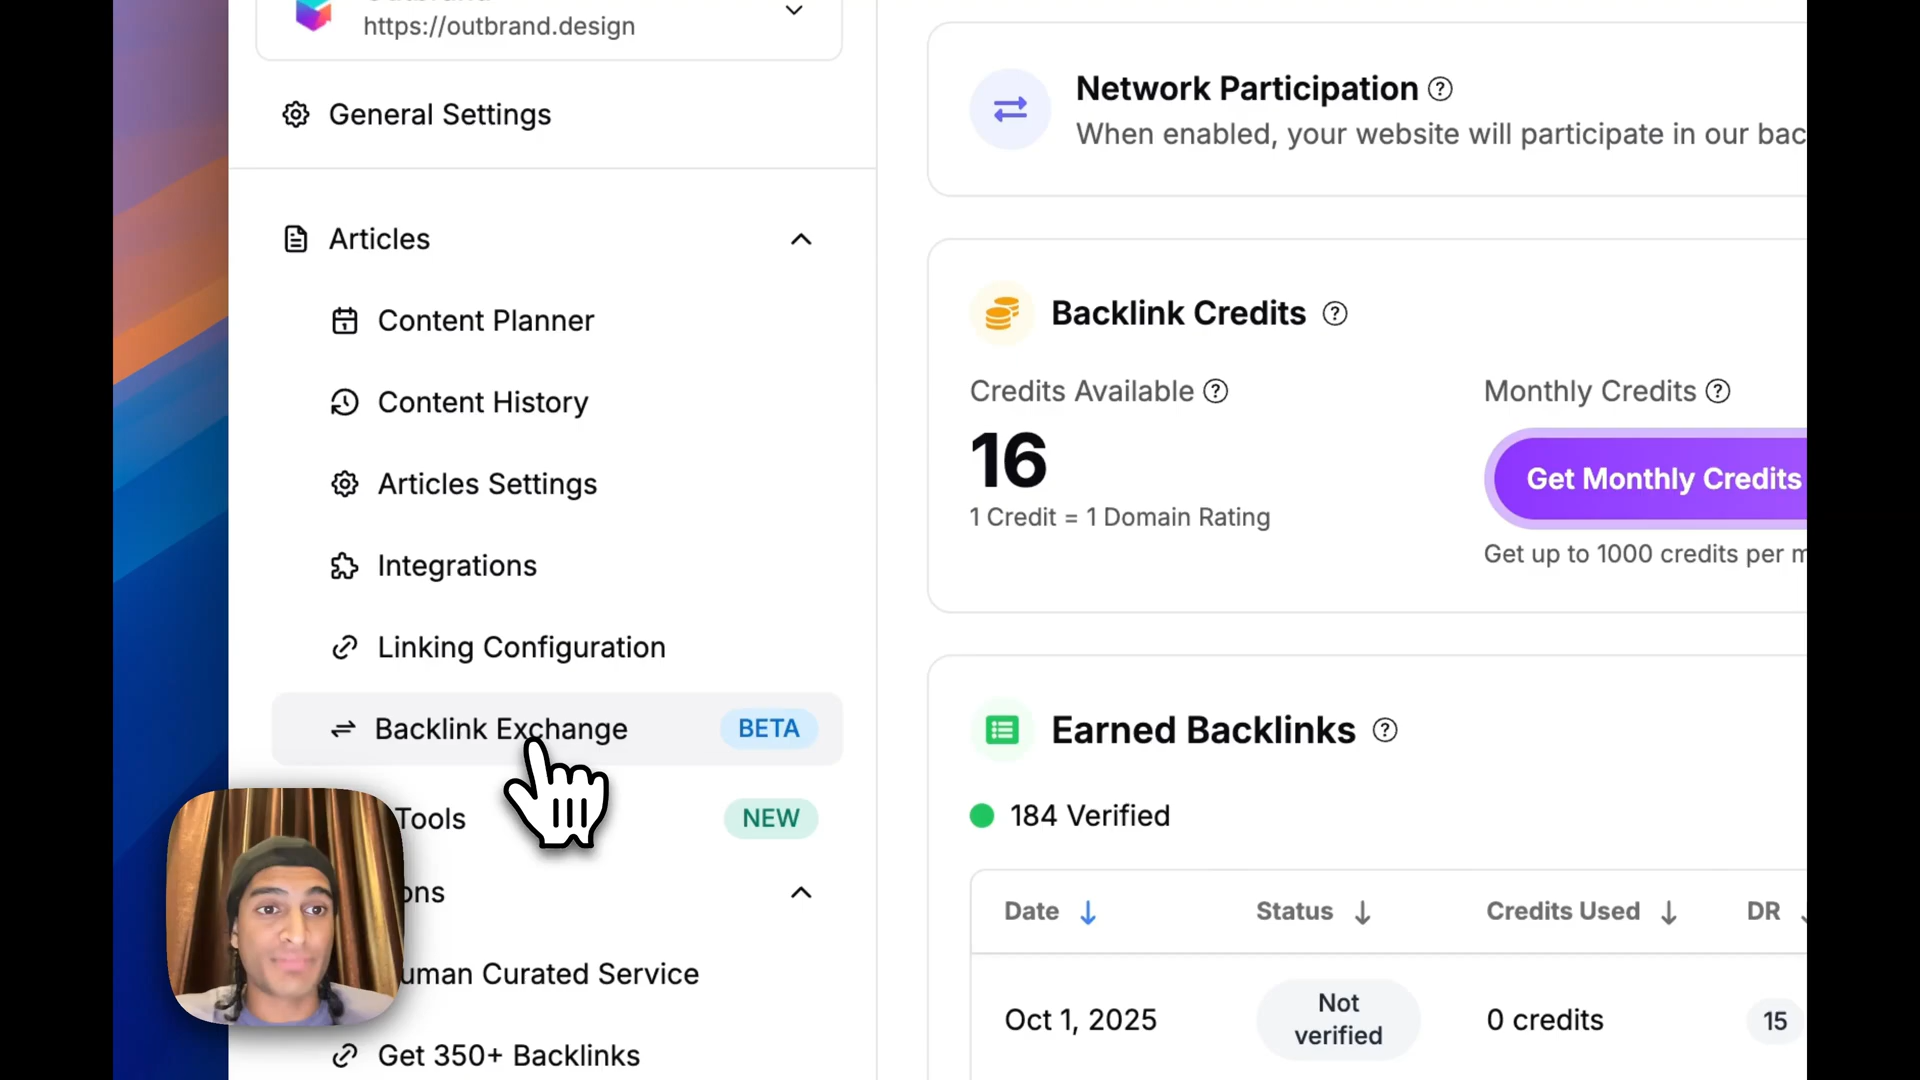 https://outbrand.design
General Settings
Articles
Content Planner
Content History
Articles Settings
Integrations
Linking Configuration
Backlink Exchange BETA
Tools NEW
Human Curated Service
Get 350+ Backlinks
Network Participation
When enabled, your website will participate in our bac
Backlink Credits
Credits Available
16
1 Credit = 1 Domain Rating
Monthly Credits
Get Monthly Credits
Get up to 1000 credits per m
Earned Backlinks
184 Verified
Date Status Credits Used DR
Oct 1, 2025 Not verified 0 credits 15